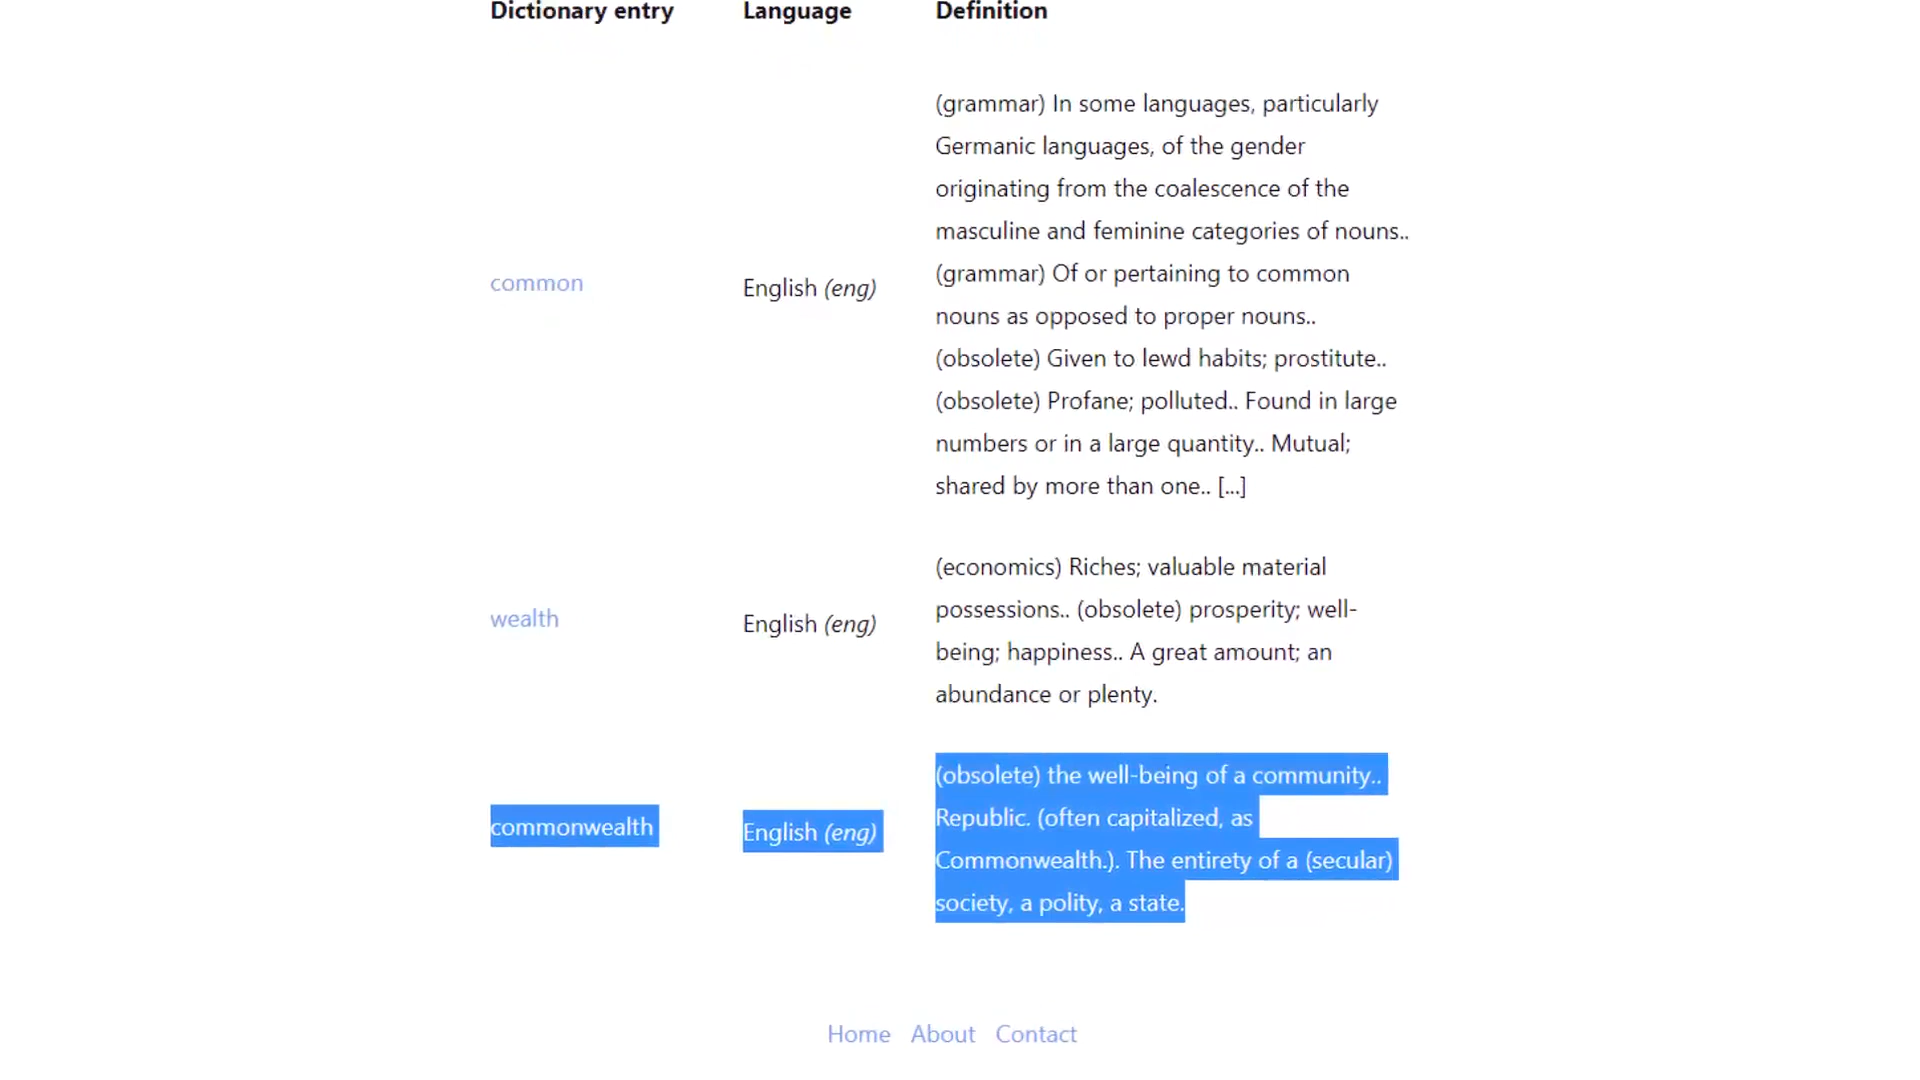 Dictionary entry Language Definition
(grammar) In some languages, particularly
Germanic languages, of the gender
originating from the coalescence of the
masculine and feminine categories of nouns..
common English (eng) (grammar) Of or pertaining to common
nouns as opposed to proper nouns..
(obsolete) Given to lewd habits; prostitute..
(obsolete) Profane; polluted.. Found in large
numbers or in a large quantity.. Mutual;
shared by more than one.. [...]
(economics) Riches; valuable material
wealth English (eng) possessions.. (obsolete) prosperity; well-
being; happiness.. A great amount; an
abundance or plenty.
(obsolete) the well-being of a community..
commonwealth English (eng) Republic. (often capitalized, as
Commonwealth.). The entirety of a (secular)
society, a polity, a state.
Home About Contact